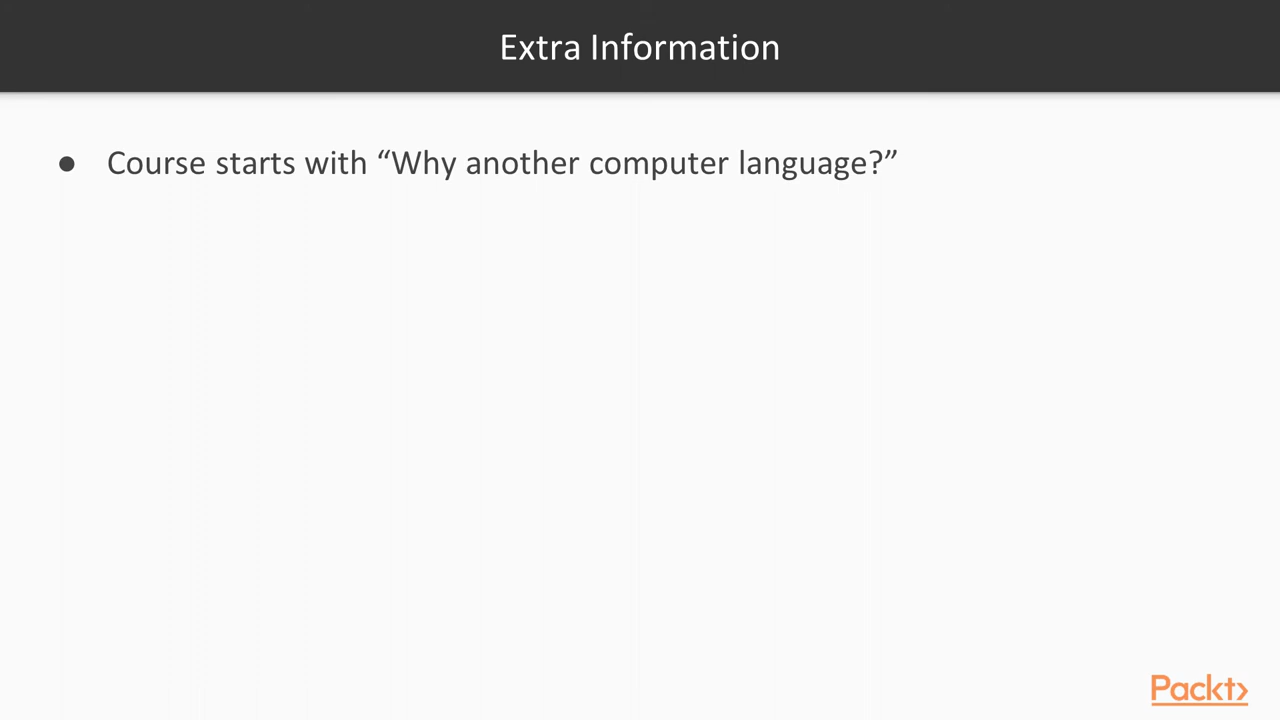 Extra Information
● Course starts with “Why another computer language?”
Packt>